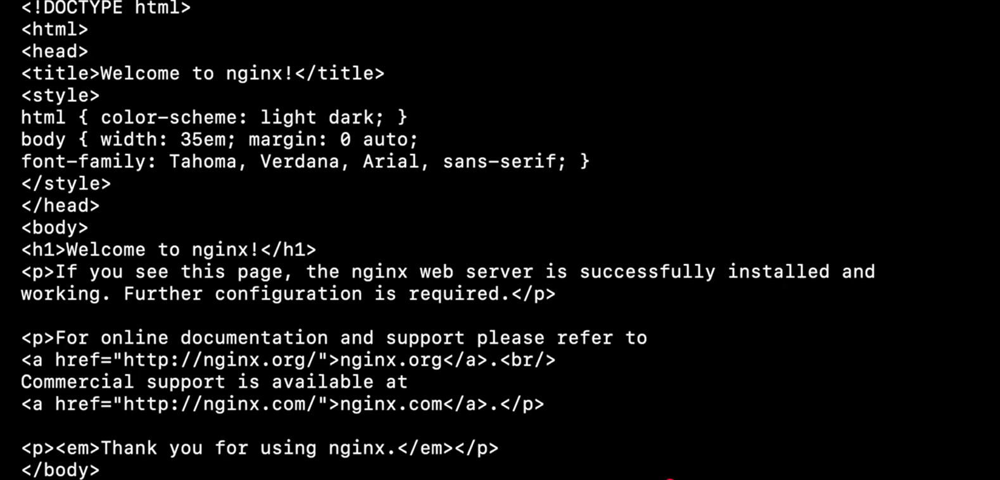 <!DOCTYPE html>
<html>
<head>
<title>Welcome to nginx!</title>
<style>
html { color-scheme: light dark; }
body { width: 35em; margin: 0 auto;
font-family: Tahoma, Verdana, Arial, sans-serif; }
</style>
</head>
<body>
<h1>Welcome to nginx!</h1>
<p>If you see this page, the nginx web server is successfully installed and
working. Further configuration is required.</p>

<p>For online documentation and support please refer to
<a href="http://nginx.org/">nginx.org</a>.<br/>
Commercial support is available at
<a href="http://nginx.com/">nginx.com</a>.</p>

<p><em>Thank you for using nginx.</em></p>
</body>